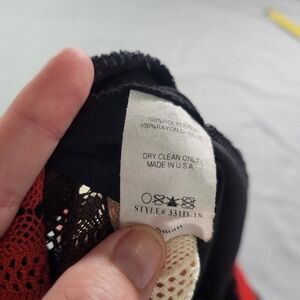 100%POLYESTER
100%RAYON
DRY CLEAN ONLY
MADE IN U.S.A
STYLE# 331D-18